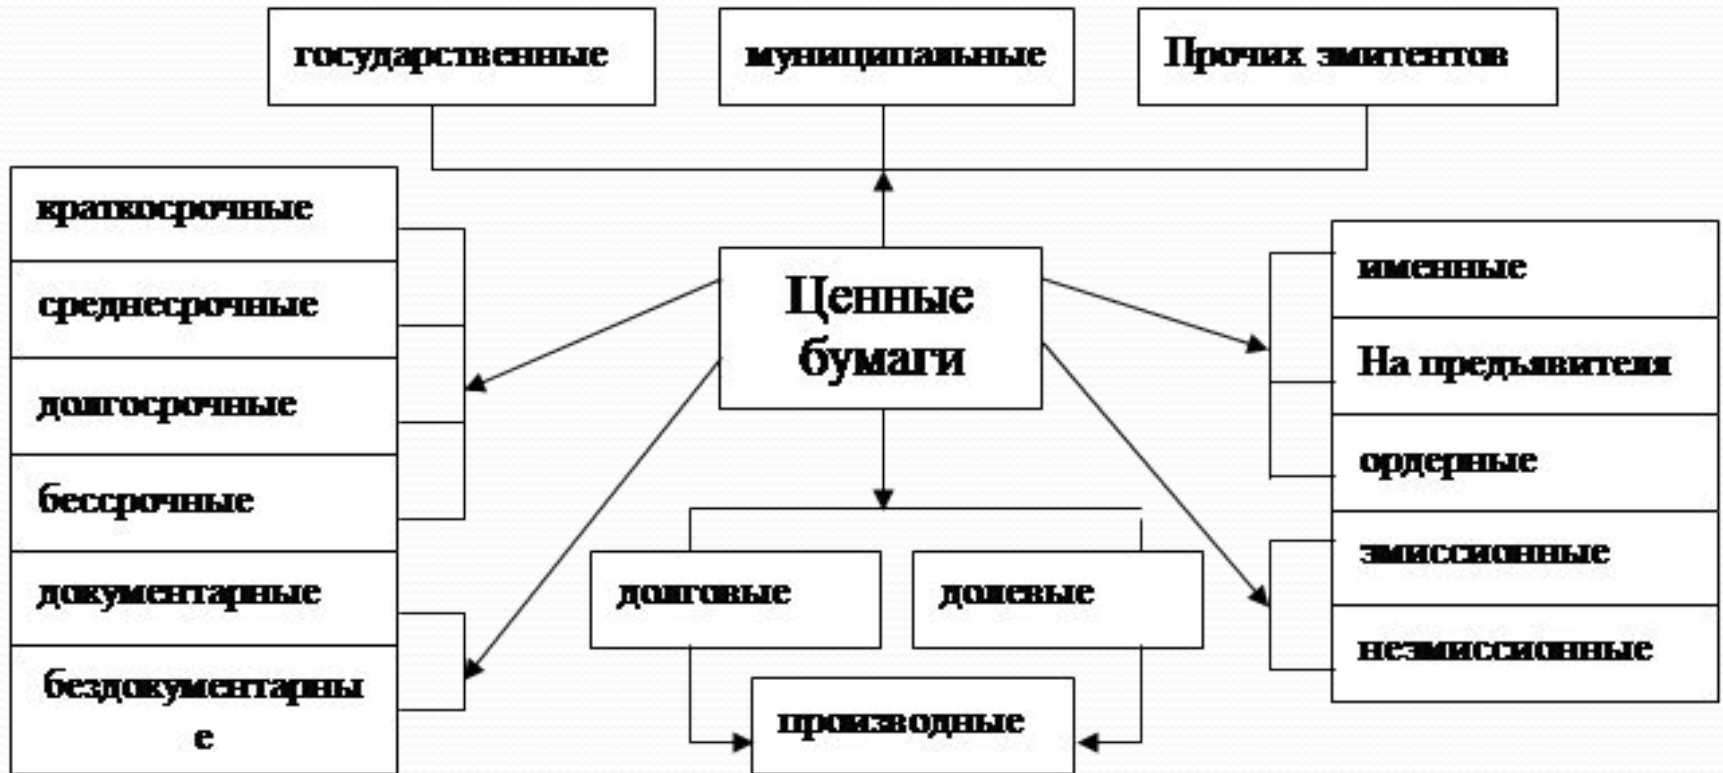 государственные
муниципальные
Прочих эмитентов
краткосрочные
среднесрочные
долгосрочные
бессрочные
документарные
бездокументарны
е
Ценные
бумаги
долговые
долевые
производные
именные
На предъявителя
ордерные
эмиссионные
неэмиссионные